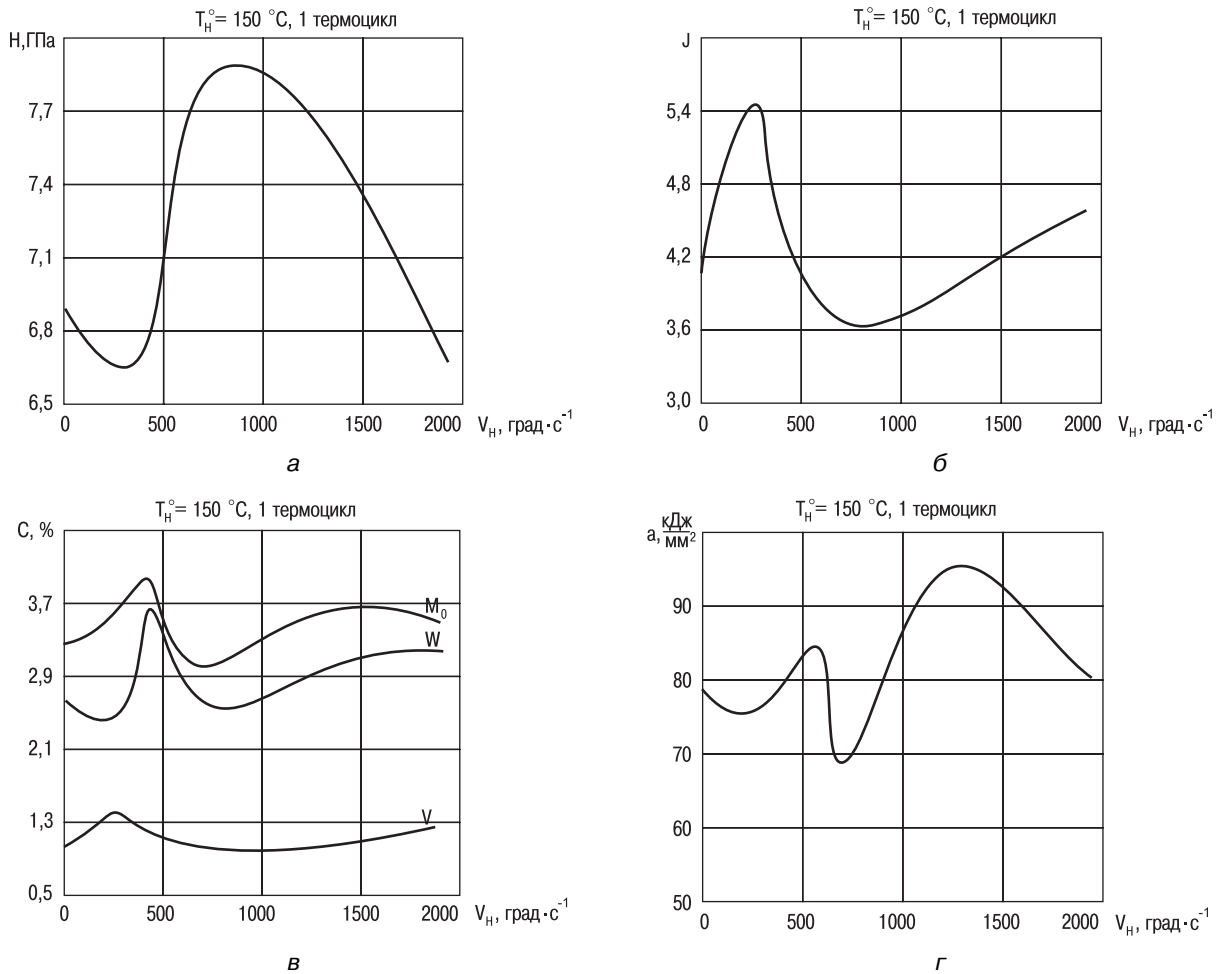 T°н = 150 °C, 1 термоцикл
H, ГПа
7,7
7,4
7,1
6,8
6,5
0 500 1000 1500 2000 Vн, град·с⁻¹
а
T°н = 150 °C, 1 термоцикл
J
5,4
4,8
4,2
3,6
3,0
0 500 1000 1500 2000 Vн, град·с⁻¹
б
T°н = 150 °C, 1 термоцикл
C, %
3,7
2,9
2,1
1,3
0,5
M₀
W
V
0 500 1000 1500 2000 Vн, град·с⁻¹
в
T°н = 150 °C, 1 термоцикл
а, кДж/мм²
90
80
70
60
50
0 500 1000 1500 2000 Vн, град·с⁻¹
г